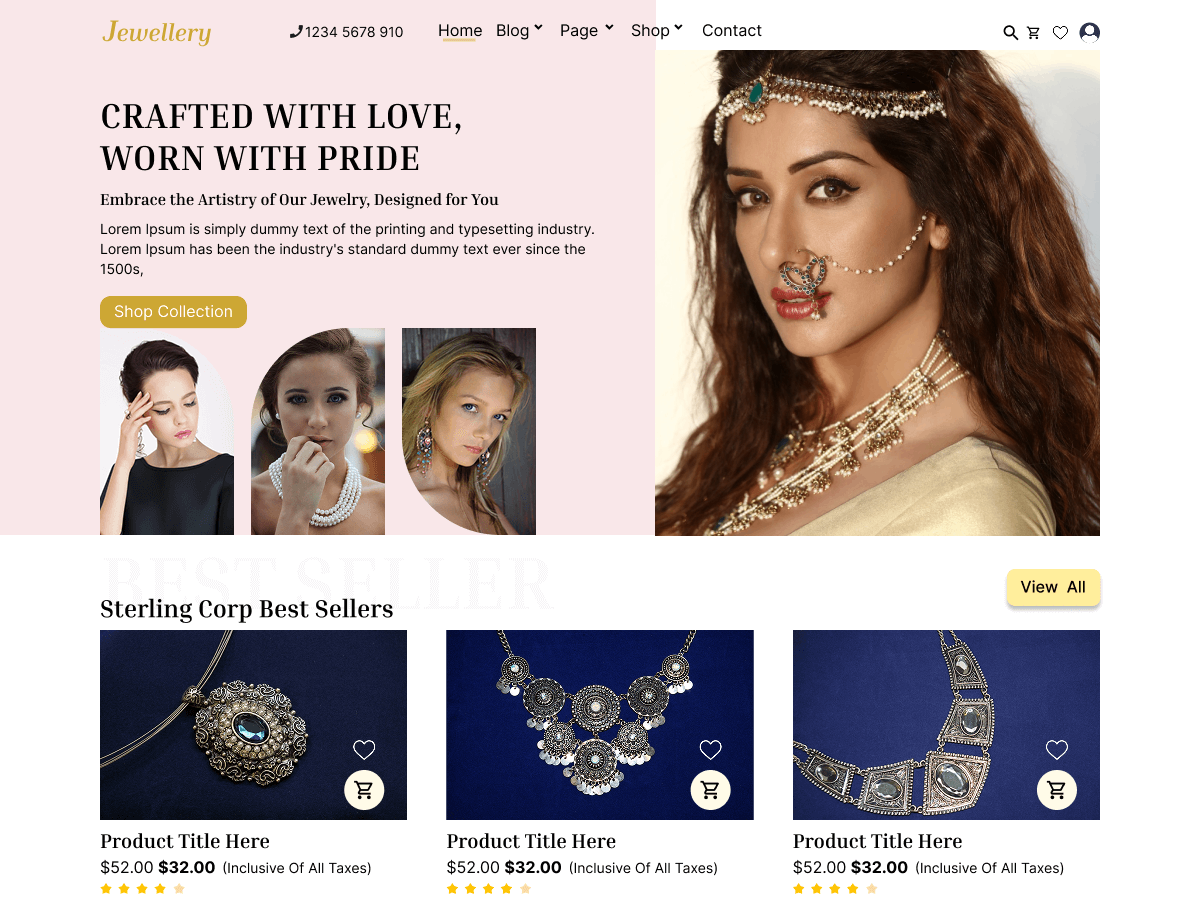 Jewellery
1234 5678 910
Home Blog Page Shop Contact
CRAFTED WITH LOVE,
WORN WITH PRIDE
Embrace the Artistry of Our Jewelry, Designed for You
Lorem Ipsum is simply dummy text of the printing and typesetting industry.
Lorem Ipsum has been the industry's standard dummy text ever since the
1500s,
Shop Collection
BEST SELLER
Sterling Corp Best Sellers
View All
Product Title Here
$52.00 $32.00 (Inclusive Of All Taxes)
Product Title Here
$52.00 $32.00 (Inclusive Of All Taxes)
Product Title Here
$52.00 $32.00 (Inclusive Of All Taxes)